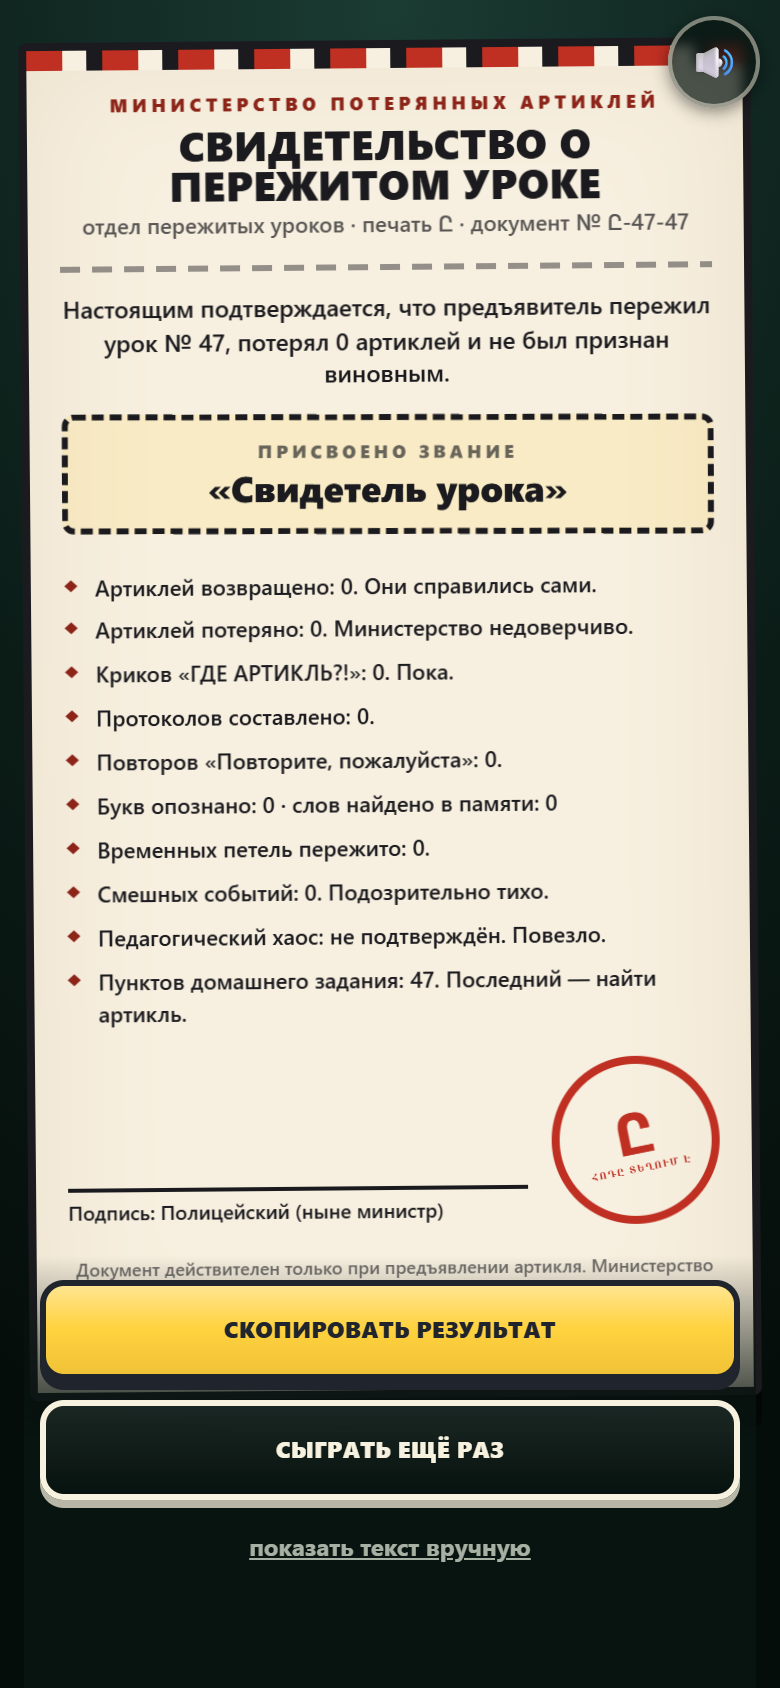 МИНИСТЕРСТВО ПОТЕРЯННЫХ АРТИКЛЕЙ
СВИДЕТЕЛЬСТВО О
ПЕРЕЖИТОМ УРОКЕ
отдел пережитых уроков · печать Ը · документ № Ը-47-47
Настоящим подтверждается, что предъявитель пережил
урок № 47, потерял 0 артиклей и не был признан
виновным.
ПРИСВОЕНО ЗВАНИЕ
«Свидетель урока»
Артиклей возвращено: 0. Они справились сами.
Артиклей потеряно: 0. Министерство недоверчиво.
Криков «ГДЕ АРТИКЛЬ?!»: 0. Пока.
Протоколов составлено: 0.
Повторов «Повторите, пожалуйста»: 0.
Букв опознано: 0 · слов найдено в памяти: 0
Временных петель пережито: 0.
Смешных событий: 0. Подозрительно тихо.
Педагогический хаос: не подтверждён. Повезло.
Пунктов домашнего задания: 47. Последний — найти
артикль.
Ը
ՀՈԴԸ ՏԵՂՈՒՄ Է
Подпись: Полицейский (ныне министр)
Документ действителен только при предъявлении артикля. Министерство
СКОПИРОВАТЬ РЕЗУЛЬТАТ
СЫГРАТЬ ЕЩЁ РАЗ
показать текст вручную